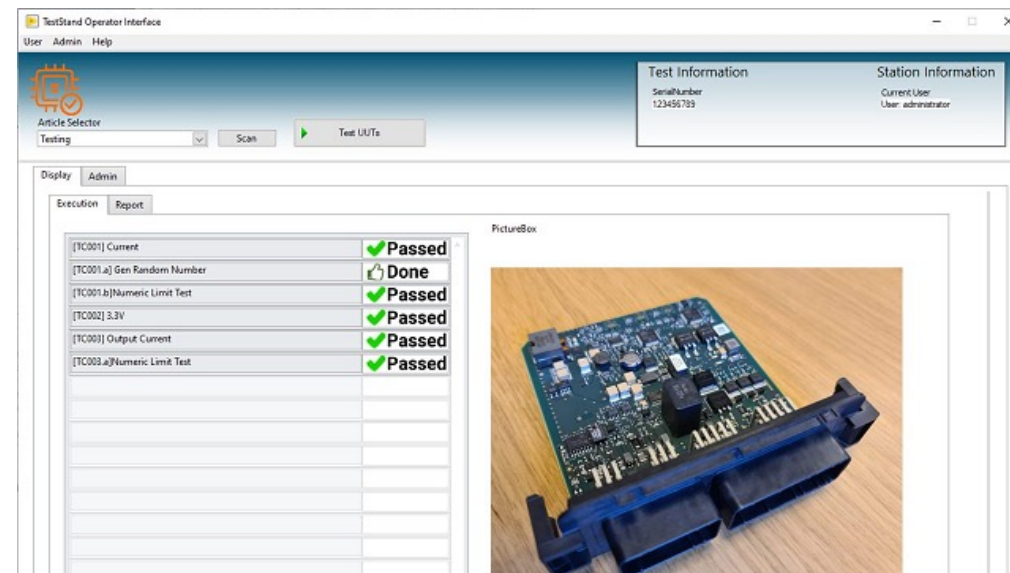 TestStand Operator Interface
User Admin Help
Test Information
SerialNumber
123456789
Station Information
Current User
User: administrator
Article Selector
Testing
Scan
Test UUTs
Display
Admin
Execution
Report
[TC001] Current Passed
[TC001.a] Gen Random Number Done
[TC001.b]Numeric Limit Test Passed
[TC002] 3.3V Passed
[TC003] Output Current Passed
[TC003.a]Numeric Limit Test Passed
PictureBox